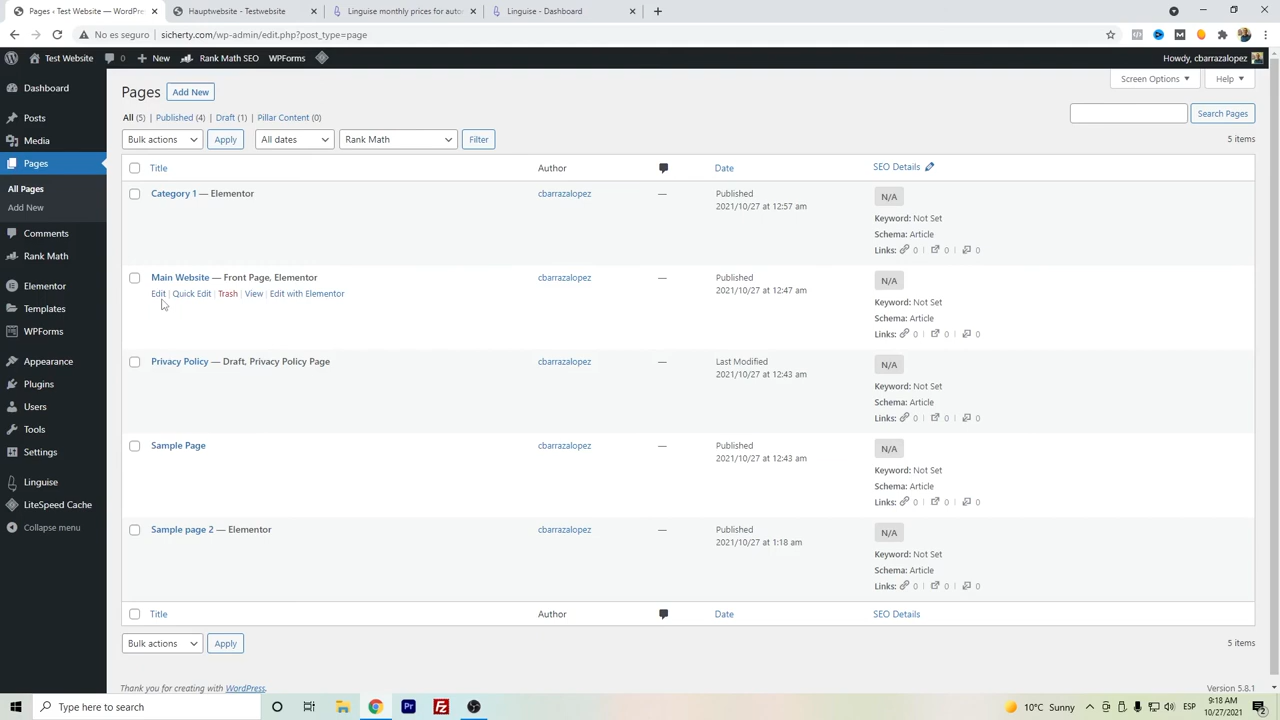 Pages ‹ Test Website — WordPre
Hauptwebsite - Testwebsite
Linguise monthly prices for auto
Linguise - Dashboard
No es seguro | sicherty.com/wp-admin/edit.php?post_type=page
Test Website 0 New Rank Math SEO WPForms Howdy, cbarrazalopez
Dashboard
Posts
Media
Pages
All Pages
Add New
Comments
Rank Math
Elementor
Templates
WPForms
Appearance
Plugins
Users
Tools
Settings
Linguise
LiteSpeed Cache
Collapse menu
Screen Options Help
Pages Add New
All (5) | Published (4) | Draft (1) | Pillar Content (0)
Search Pages
Bulk actions Apply All dates Rank Math Filter
5 items
Title Author Date SEO Details
Category 1 — Elementor cbarrazalopez — Published
2021/10/27 at 12:57 am
N/A
Keyword: Not Set
Schema: Article
Links: 0 | 0 | 0
Main Website — Front Page, Elementor cbarrazalopez — Published
2021/10/27 at 12:47 am
Edit | Quick Edit | Trash | View | Edit with Elementor
N/A
Keyword: Not Set
Schema: Article
Links: 0 | 0 | 0
Privacy Policy — Draft, Privacy Policy Page cbarrazalopez — Last Modified
2021/10/27 at 12:43 am
N/A
Keyword: Not Set
Schema: Article
Links: 0 | 0 | 0
Sample Page cbarrazalopez — Published
2021/10/27 at 12:43 am
N/A
Keyword: Not Set
Schema: Article
Links: 0 | 0 | 0
Sample page 2 — Elementor cbarrazalopez — Published
2021/10/27 at 1:18 am
N/A
Keyword: Not Set
Schema: Article
Links: 0 | 0 | 0
Title Author Date SEO Details
Bulk actions Apply
5 items
Thank you for creating with WordPress.
Version 5.8.1
Type here to search
Pr
Fz
10°C Sunny
ESP
9:18 AM
10/27/2021
2